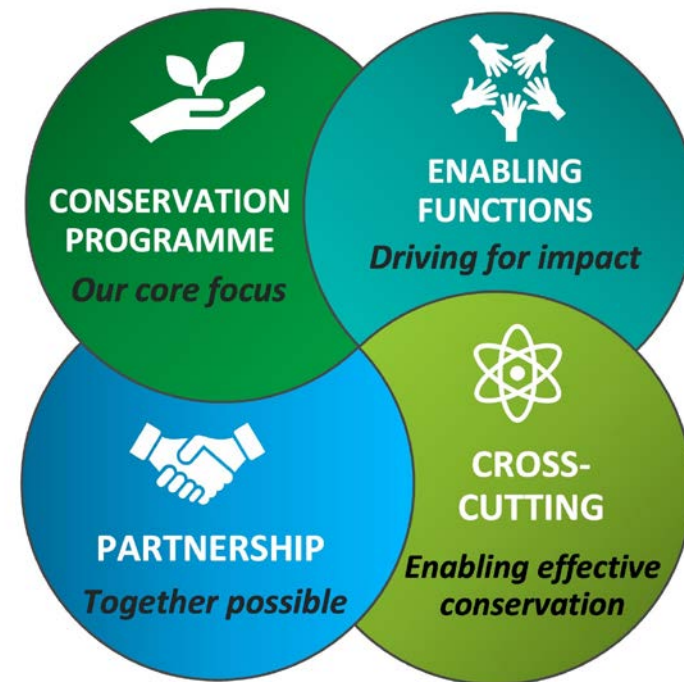 CONSERVATION
PROGRAMME
Our core focus
ENABLING
FUNCTIONS
Driving for impact
PARTNERSHIP
Together possible
CROSS-
CUTTING
Enabling effective
conservation